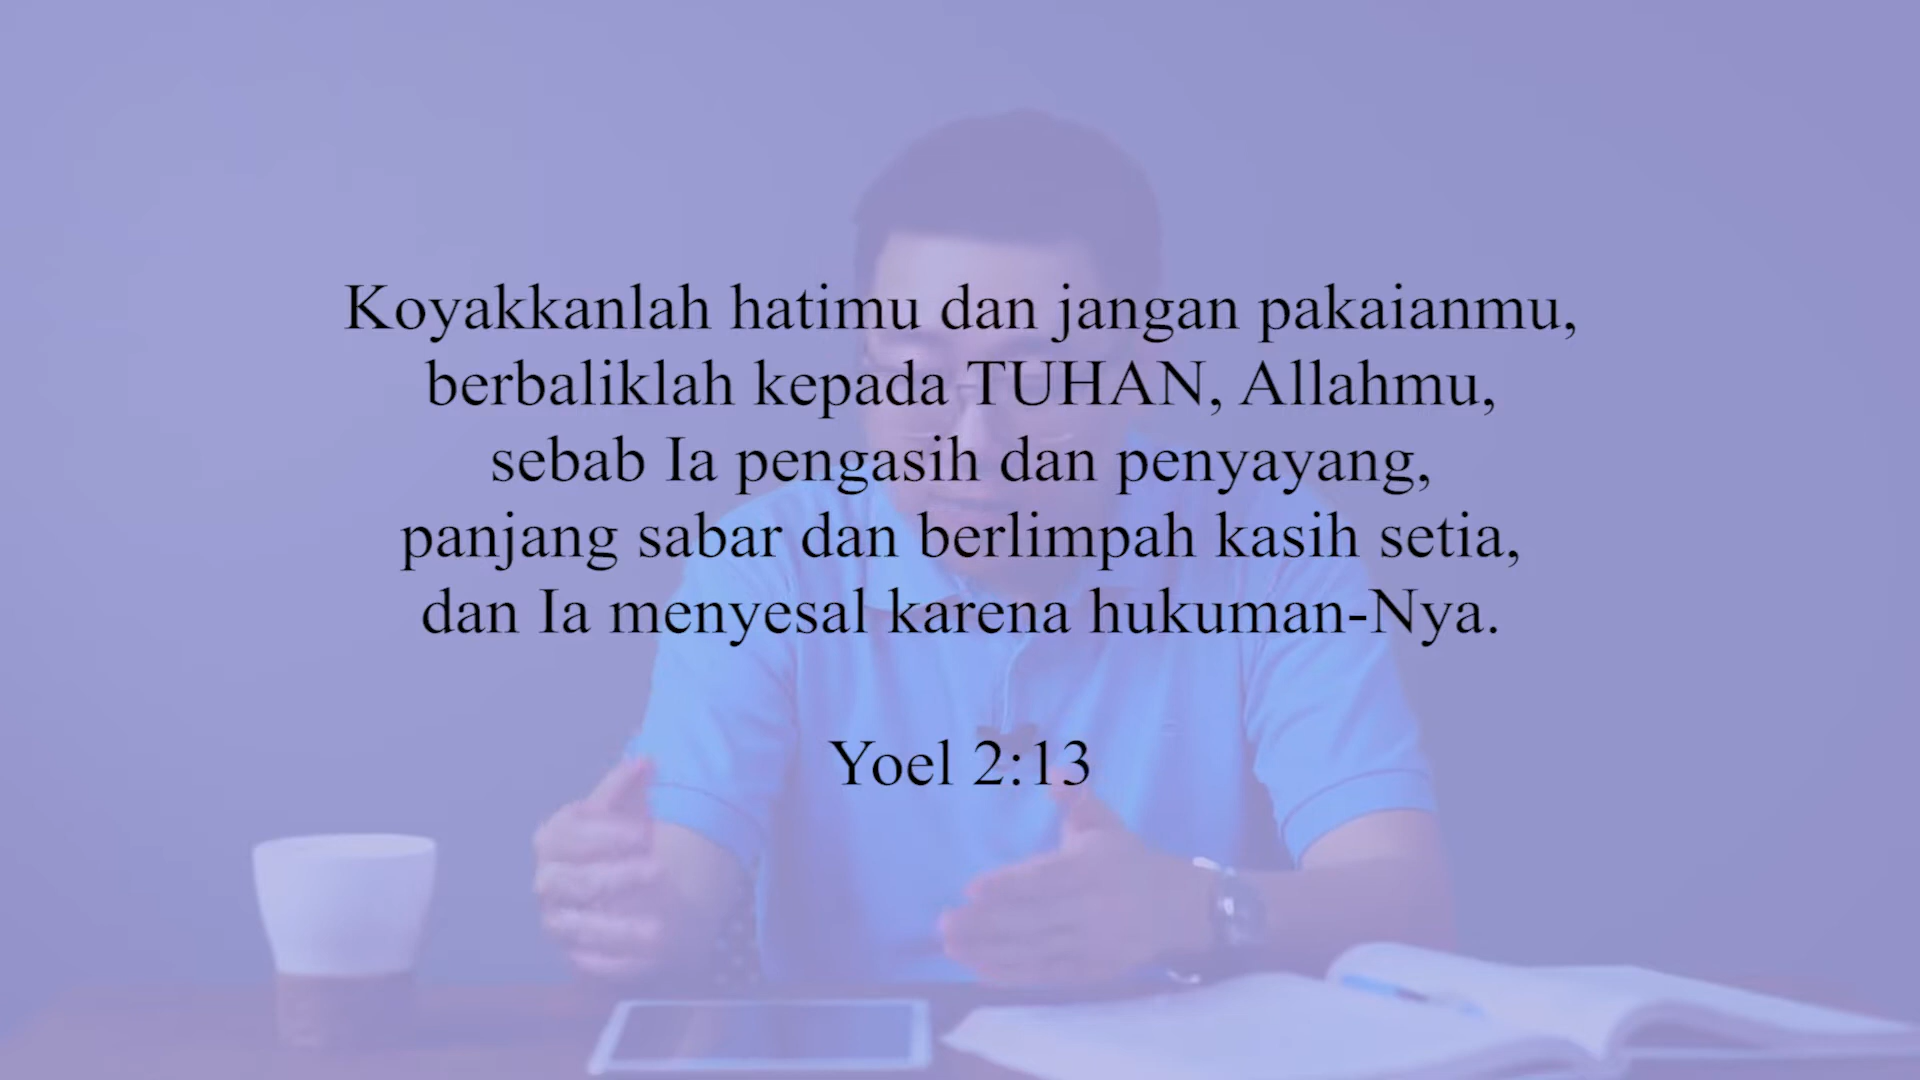 Koyakkanlah hatimu dan jangan pakaianmu,
berbaliklah kepada TUHAN, Allahmu,
sebab Ia pengasih dan penyayang,
panjang sabar dan berlimpah kasih setia,
dan Ia menyesal karena hukuman-Nya.
Yoel 2:13